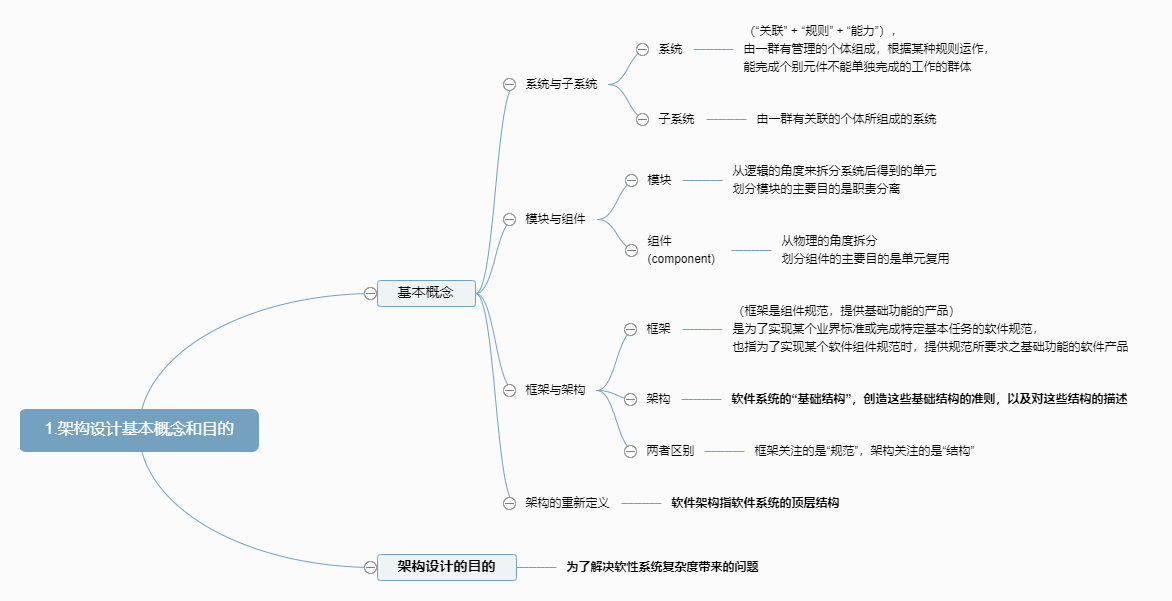 （“关联” + “规则” + “能力”），
由一群有管理的个体组成，根据某种规则运作，
能完成个别元件不能单独完成的工作的群体
系统
系统与子系统
子系统
由一群有关联的个体所组成的系统
从逻辑的角度来拆分系统后得到的单元
划分模块的主要目的是职责分离
模块
模块与组件
组件
(component)
从物理的角度拆分
划分组件的主要目的是单元复用
基本概念
（框架是组件规范，提供基础功能的产品）
是为了实现某个业界标准或完成特定基本任务的软件规范，
也指为了实现某个软件组件规范时，提供规范所要求之基础功能的软件产品
框架
框架与架构
架构
软件系统的“基础结构”，创造这些基础结构的准则，以及对这些结构的描述
两者区别
框架关注的是“规范”，架构关注的是“结构”
1.架构设计基本概念和目的
架构的重新定义
软件架构指软件系统的顶层结构
架构设计的目的
为了解决软性系统复杂度带来的问题